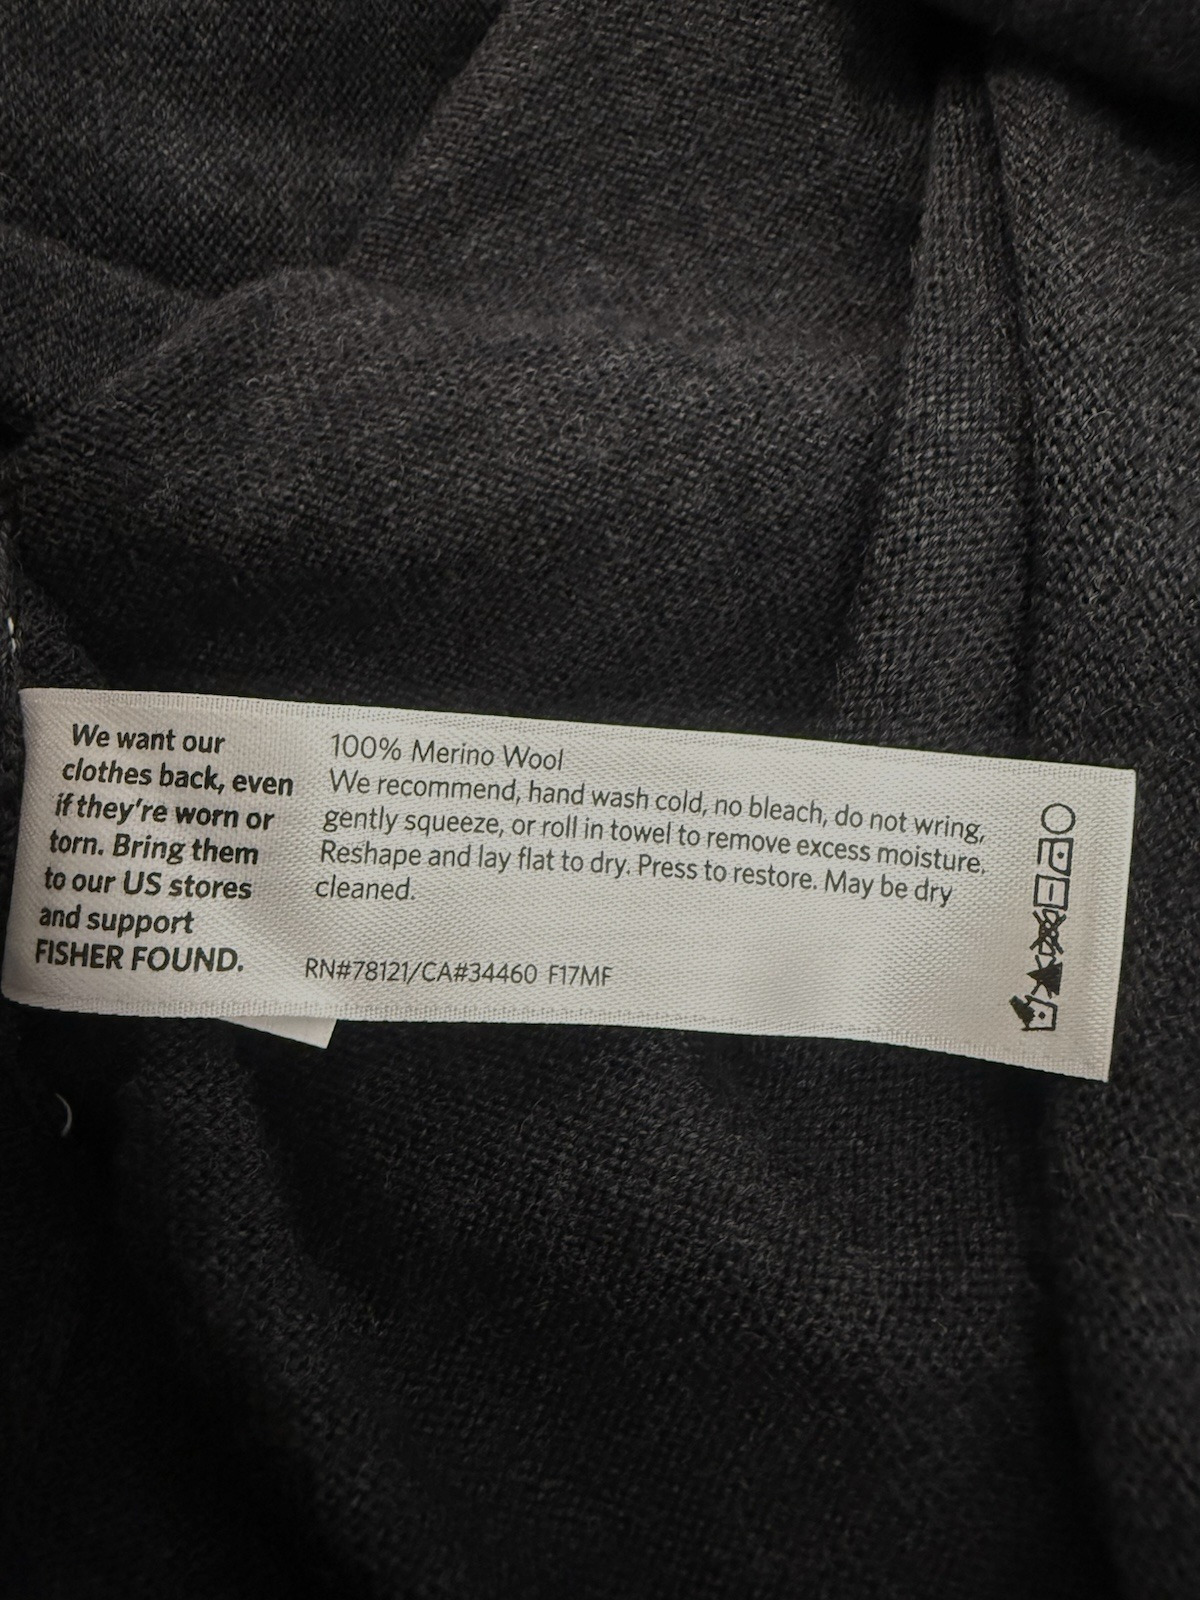 We want our
clothes back, even
if they're worn or
torn. Bring them
to our US stores
and support
FISHER FOUND.
100% Merino Wool
We recommend, hand wash cold, no bleach, do not wring,
gently squeeze, or roll in towel to remove excess moisture.
Reshape and lay flat to dry. Press to restore. May be dry
cleaned.
RN#78121/CA#34460 F17MF